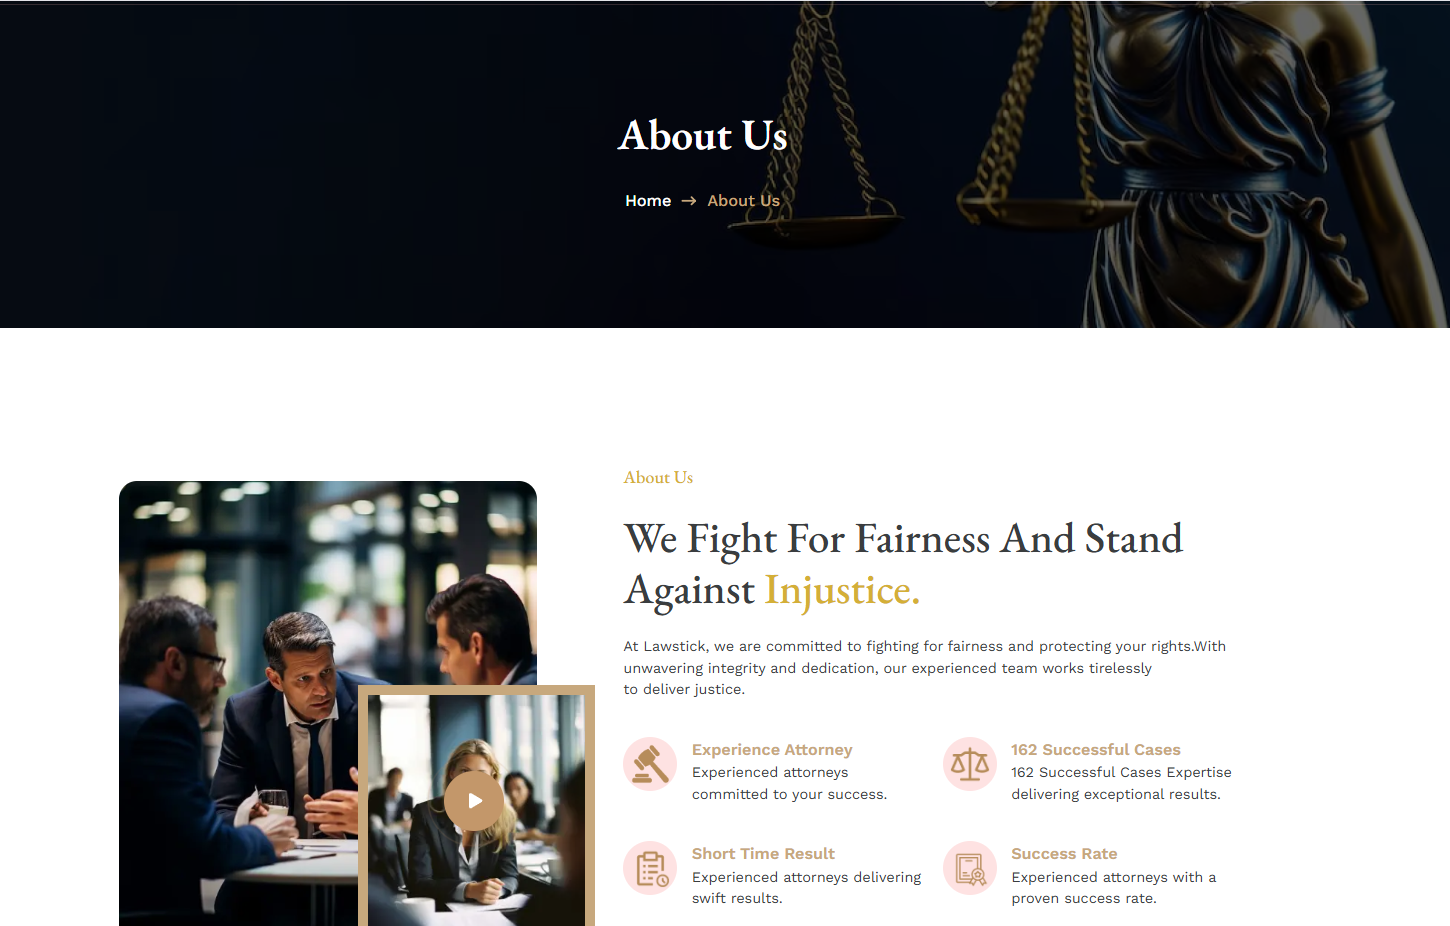 About Us
Home → About Us
About Us
We Fight For Fairness And Stand
Against Injustice.
At Lawstick, we are committed to fighting for fairness and protecting your rights.With
unwavering integrity and dedication, our experienced team works tirelessly
to deliver justice.
Experience Attorney
Experienced attorneys
committed to your success.
162 Successful Cases
162 Successful Cases Expertise
delivering exceptional results.
Short Time Result
Experienced attorneys delivering
swift results.
Success Rate
Experienced attorneys with a
proven success rate.